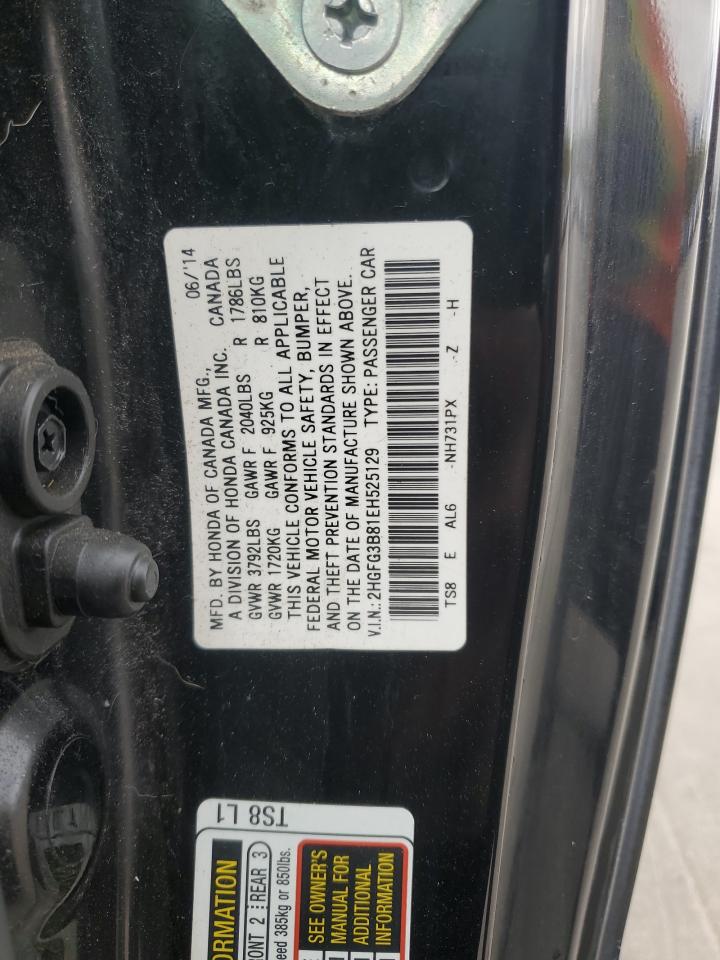 MFD. BY HONDA OF CANADA MFG., 06/'14
A DIVISION OF HONDA CANADA INC. CANADA
GVWR 3792LBS GAWR F 2040LBS R 1786LBS
GVWR 1720KG GAWR F 925KG R 810KG
THIS VEHICLE CONFORMS TO ALL APPLICABLE
FEDERAL MOTOR VEHICLE SAFETY, BUMPER,
AND THEFT PREVENTION STANDARDS IN EFFECT
ON THE DATE OF MANUFACTURE SHOWN ABOVE.
V.I.N.: 2HGFG3B81EH525129 TYPE: PASSENGER CAR
TS8 E AL6 -NH731PX -Z -H
TS8 L1
ORMATION
RONT 2 REAR 3
eed 385kg or 850lbs.
SEE OWNER'S
MANUAL FOR
ADDITIONAL
INFORMATION